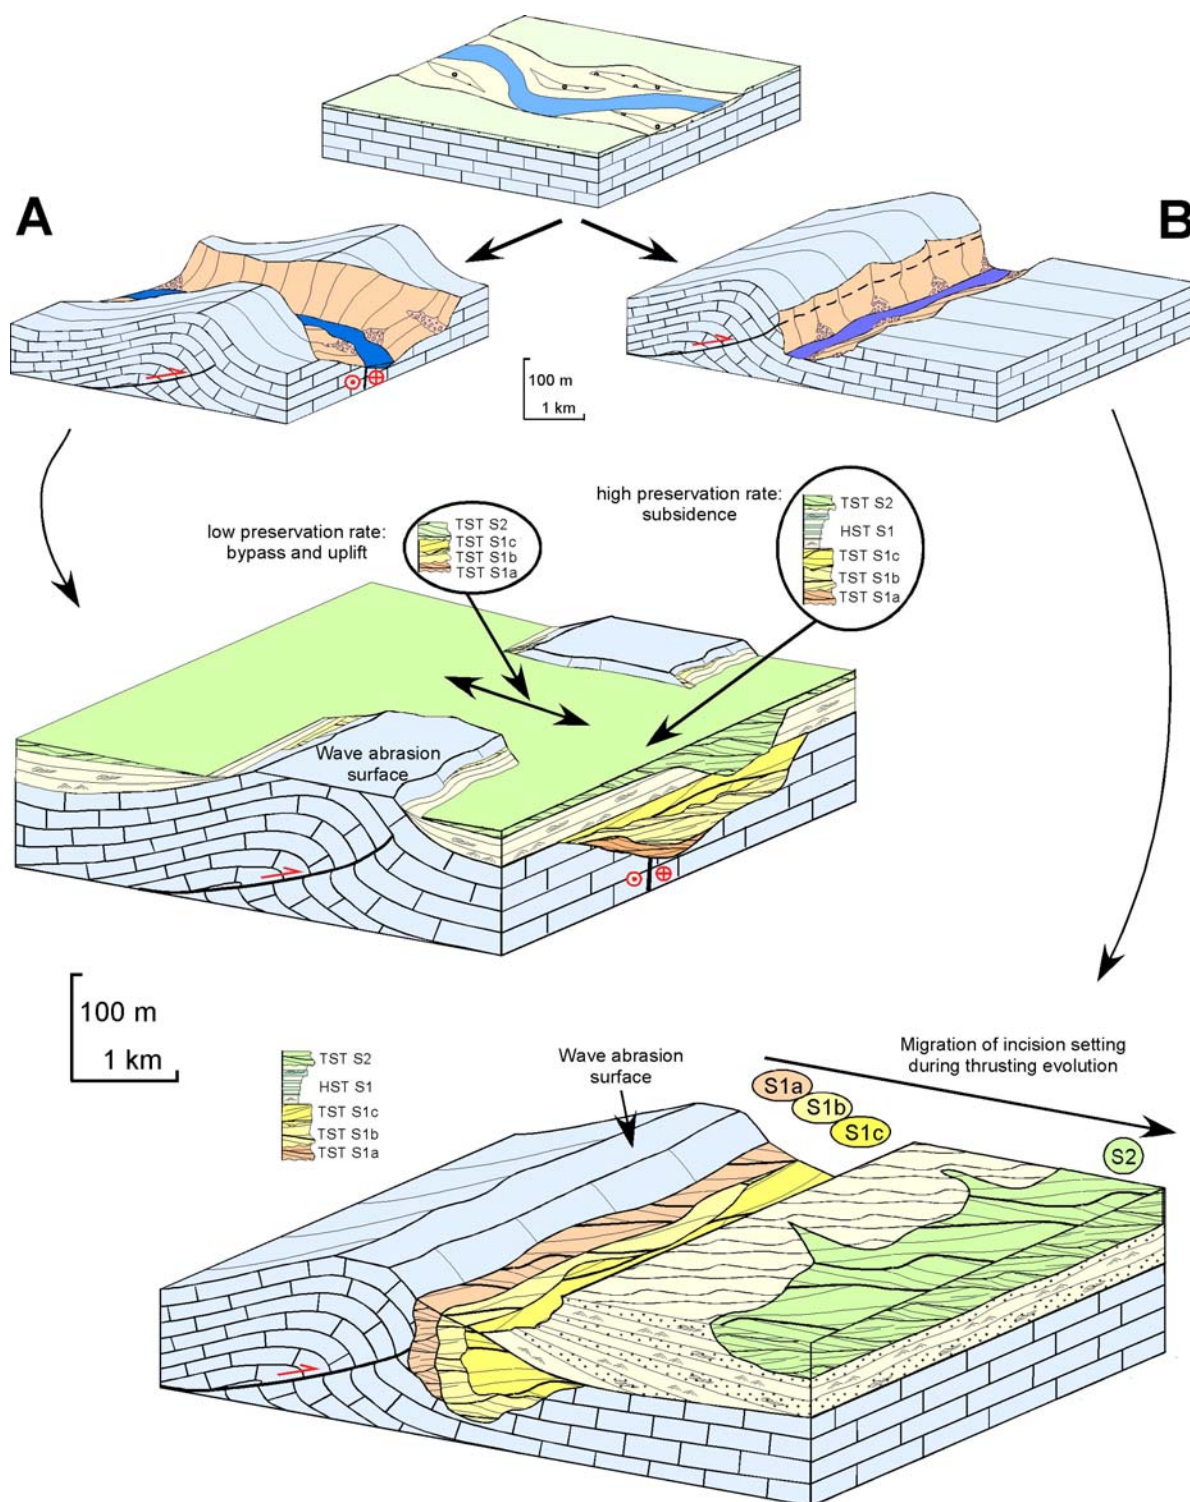 A
B
100 m
1 km
high preservation rate:
subsidence
TST S2
HST S1
TST S1c
TST S1b
TST S1a
low preservation rate:
bypass and uplift
TST S2
TST S1c
TST S1b
TST S1a
Wave abrasion
surface
100 m
1 km
TST S2
HST S1
TST S1c
TST S1b
TST S1a
Wave abrasion
surface
Migration of incision setting
during thrusting evolution
S1a
S1b
S1c
S2